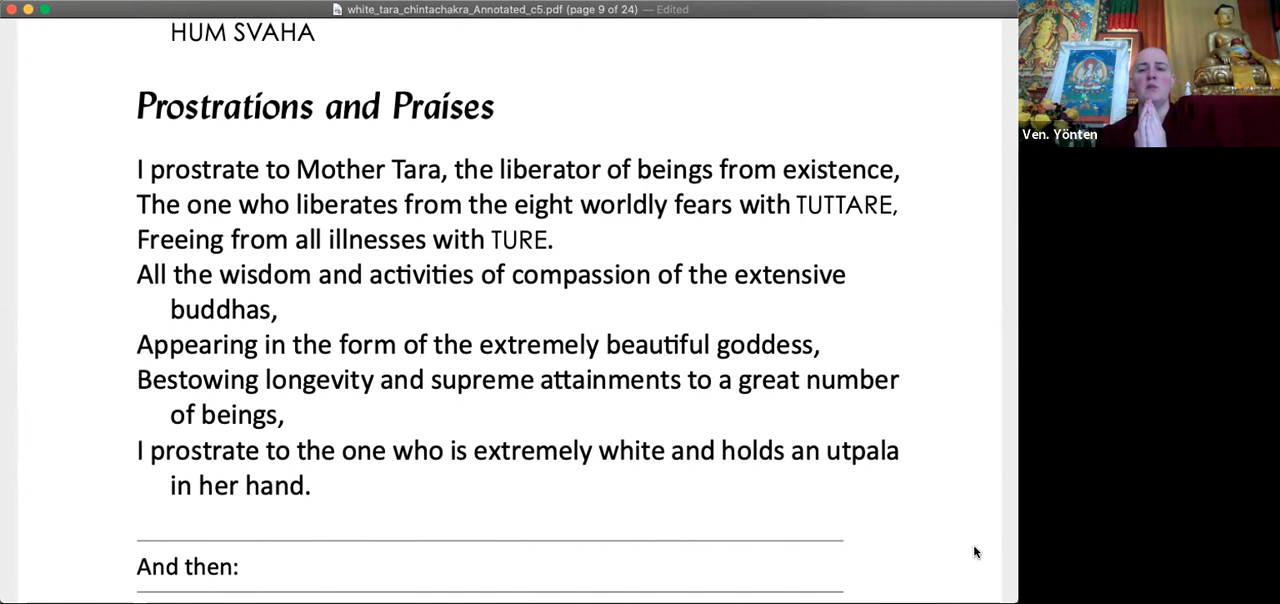 white_tara_chintachakra_Annotated_c5.pdf (page 9 of 24) — Edited
HUM SVAHA
Prostrations and Praises
I prostrate to Mother Tara, the liberator of beings from existence,
The one who liberates from the eight worldly fears with TUTTARE,
Freeing from all illnesses with TURE.
All the wisdom and activities of compassion of the extensive
buddhas,
Appearing in the form of the extremely beautiful goddess,
Bestowing longevity and supreme attainments to a great number
of beings,
I prostrate to the one who is extremely white and holds an utpala
in her hand.
And then:
Ven. Yönten